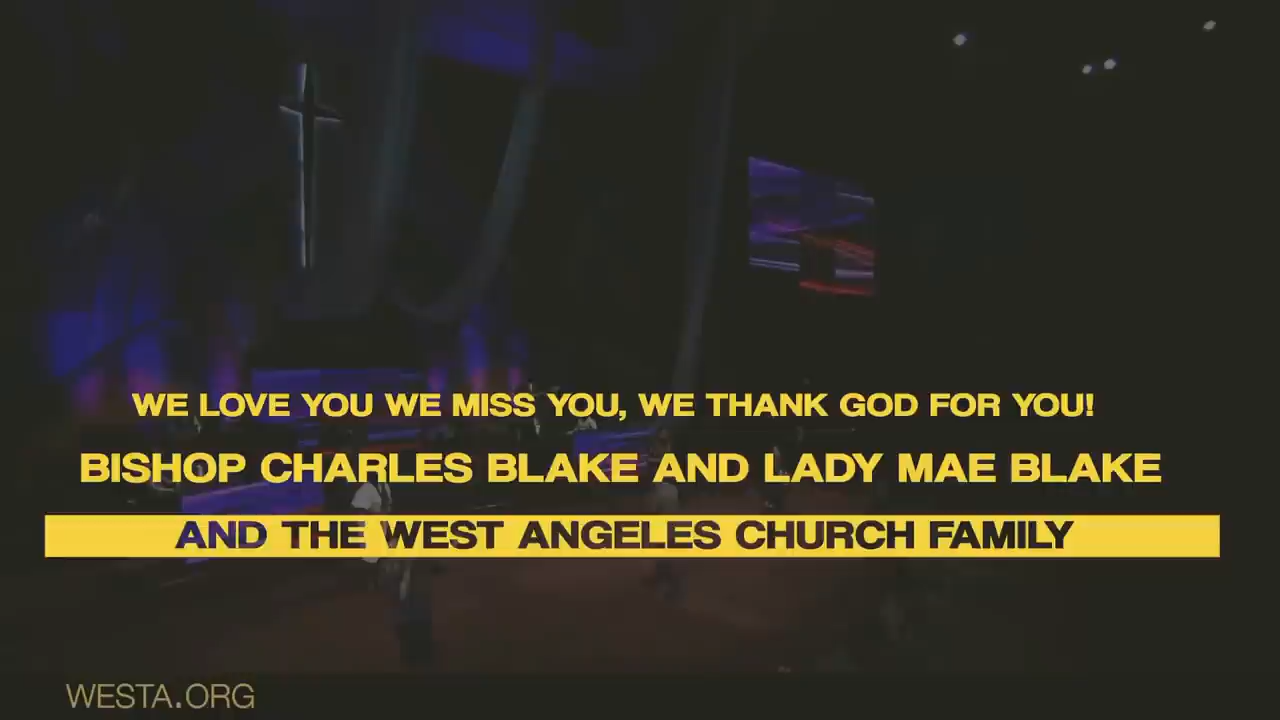 WE LOVE YOU WE MISS YOU, WE THANK GOD FOR YOU!
BISHOP CHARLES BLAKE AND LADY MAE BLAKE
AND THE WEST ANGELES CHURCH FAMILY
WESTA.ORG